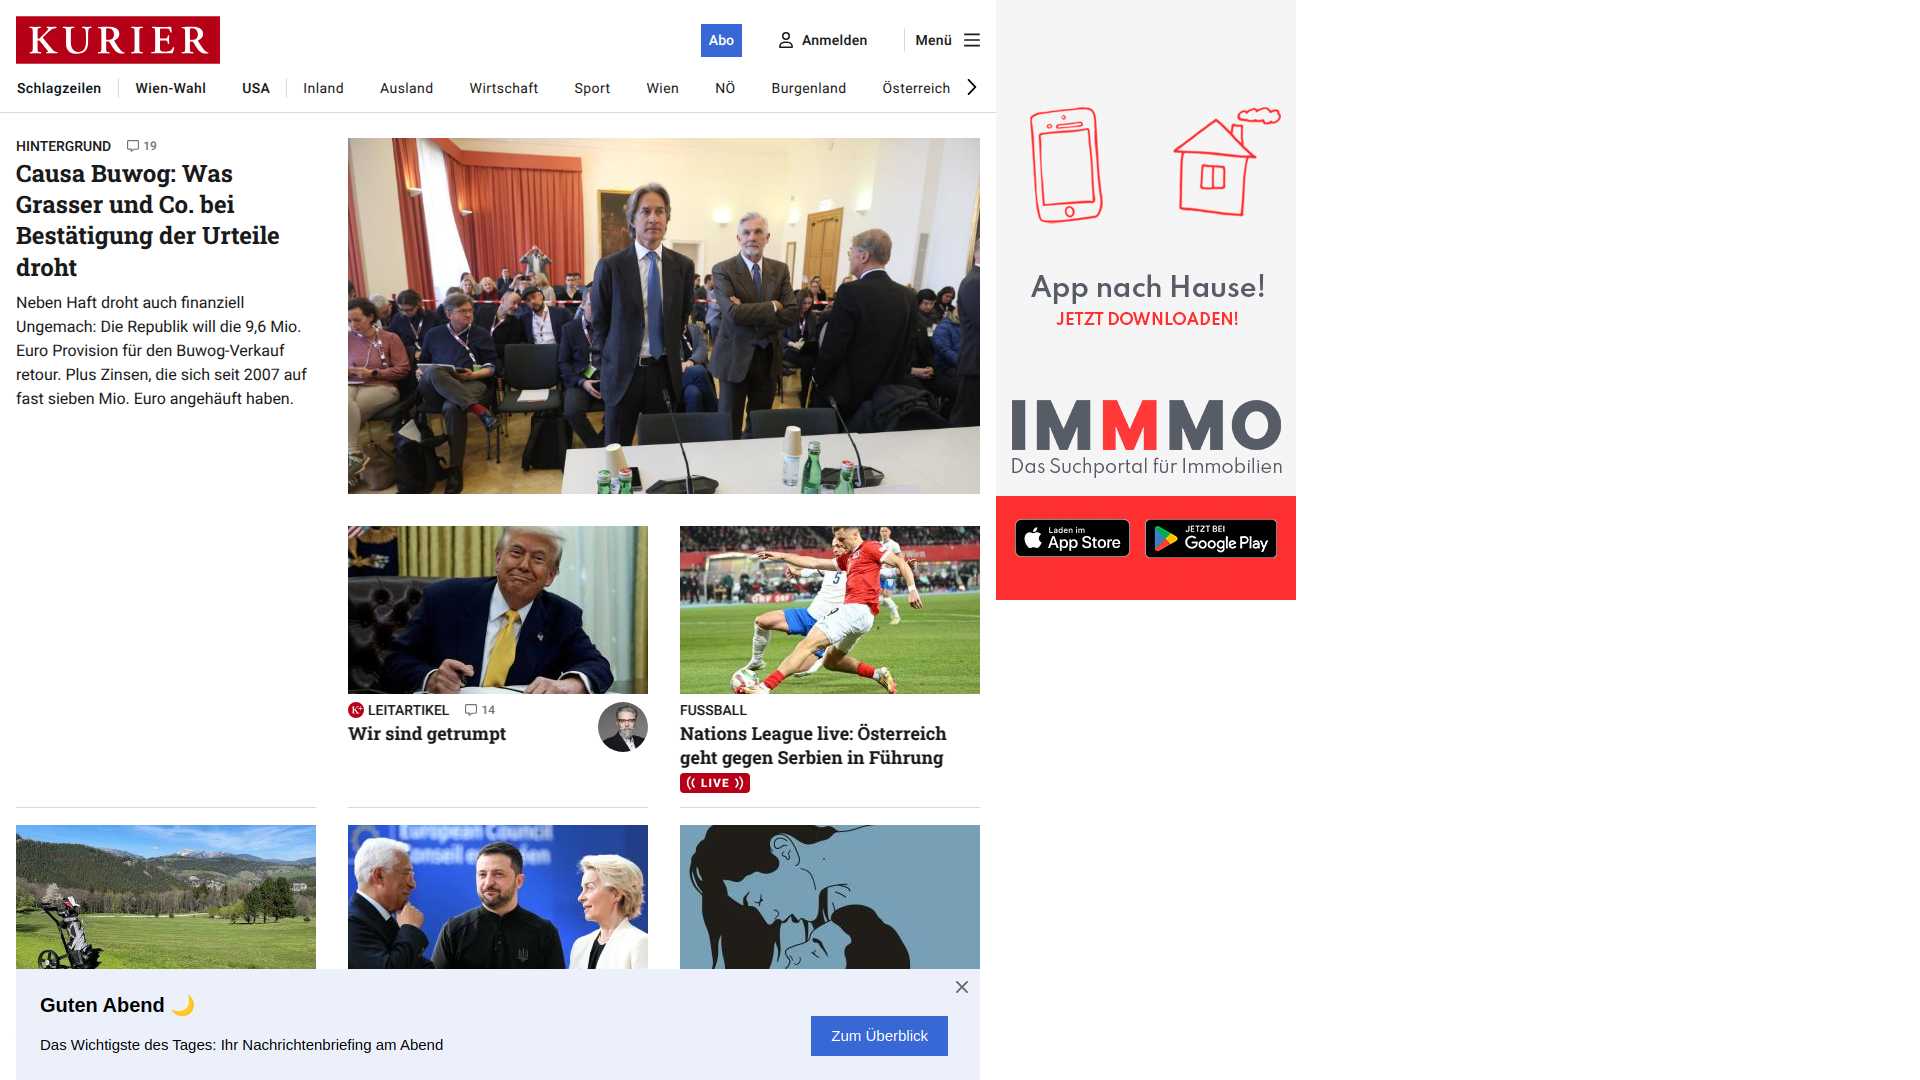 KURIER
Abo
Anmelden
Menü
Schlagzeilen
Wien-Wahl
USA
Inland
Ausland
Wirtschaft
Sport
Wien
NÖ
Burgenland
Österreich
HINTERGRUND 19
Causa Buwog: Was
Grasser und Co. bei
Bestätigung der Urteile
droht
Neben Haft droht auch finanziell
Ungemach: Die Republik will die 9,6 Mio.
Euro Provision für den Buwog-Verkauf
retour. Plus Zinsen, die sich seit 2007 auf
fast sieben Mio. Euro angehäuft haben.
K+ LEITARTIKEL 14
Wir sind getrumpt
5
FUSSBALL
Nations League live: Österreich
geht gegen Serbien in Führung
LIVE
European Council
Guten Abend 🌙
Das Wichtigste des Tages: Ihr Nachrichtenbriefing am Abend
Zum Überblick
App nach Hause!
JETZT DOWNLOADEN!
IMMMO
Das Suchportal für Immobilien
Laden im
App Store
JETZT BEI
Google Play